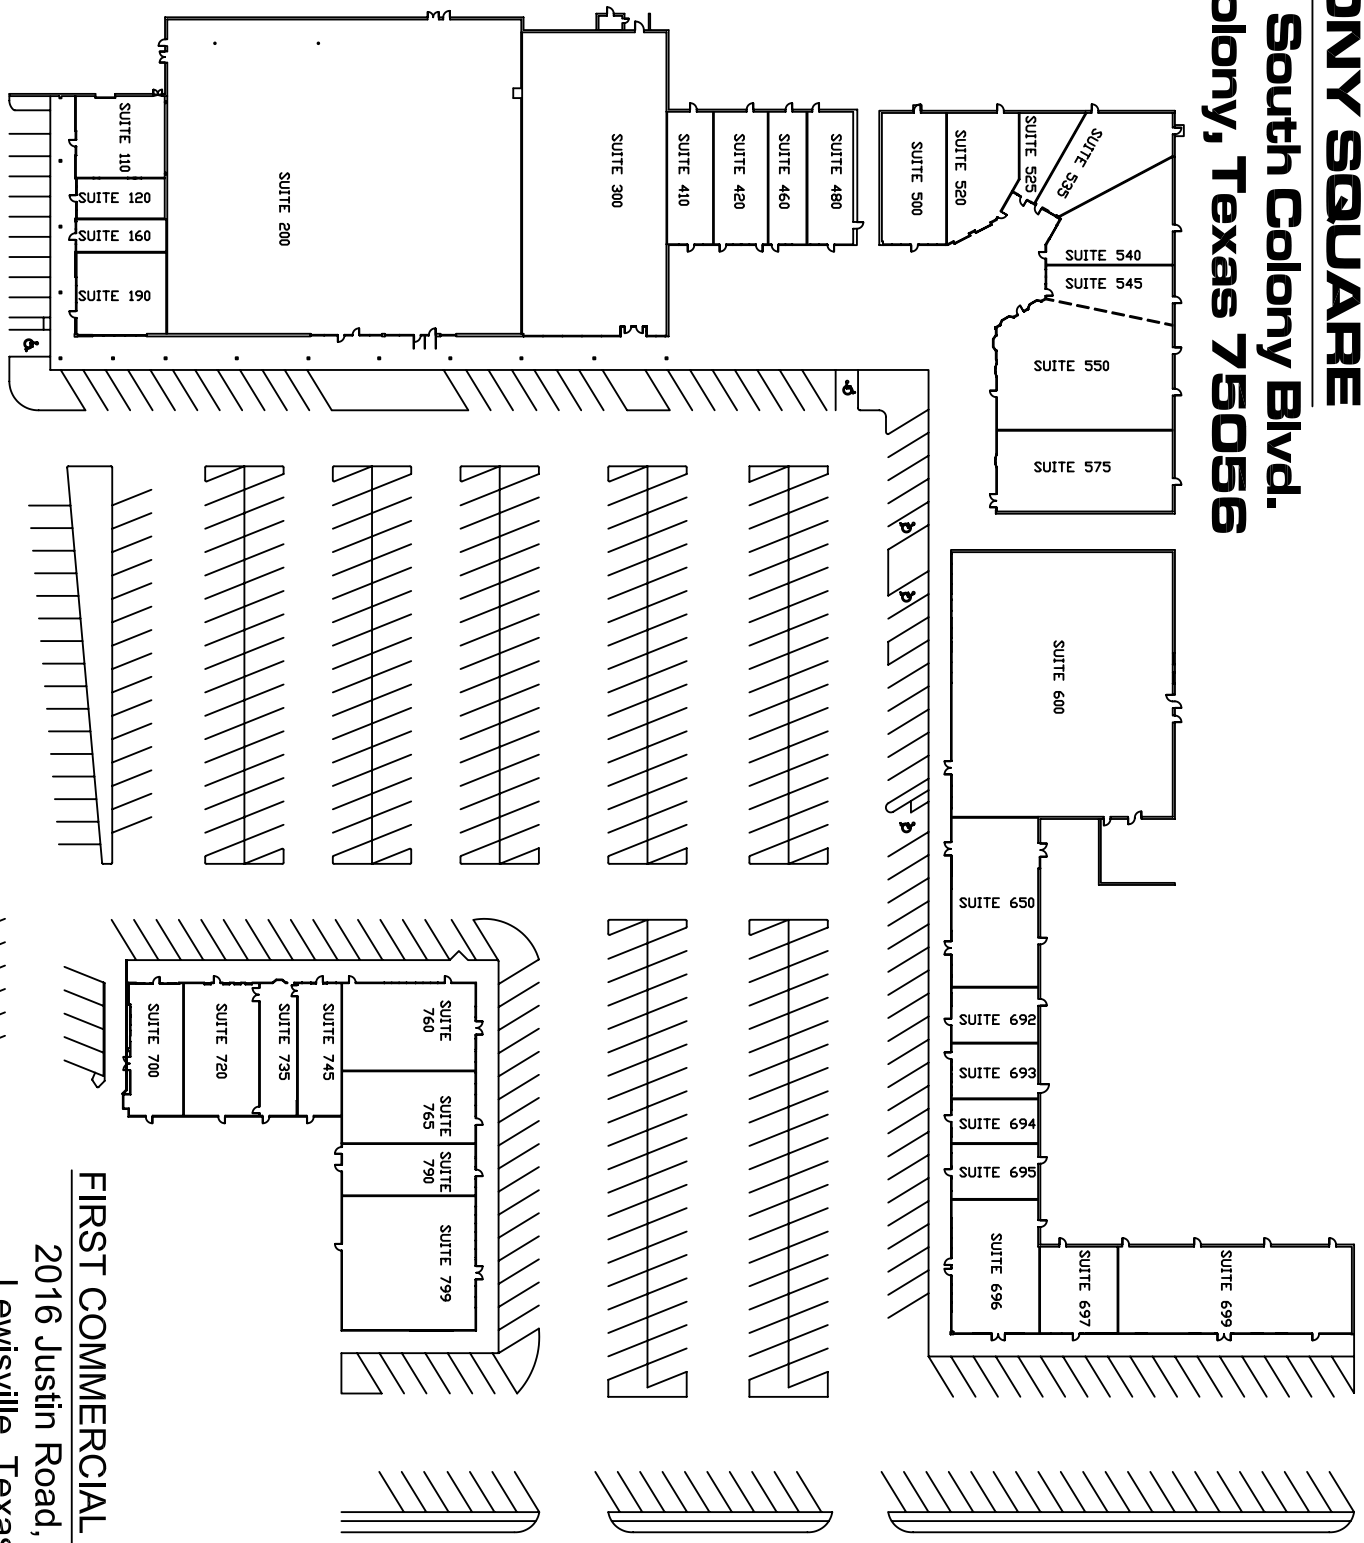 ONY SQUARE
South Colony Blvd.
olony, Texas 75056
SUITE 110
SUITE 120
SUITE 160
SUITE 190
SUITE 200
SUITE 300
SUITE 410
SUITE 420
SUITE 460
SUITE 480
SUITE 500
SUITE 520
SUITE 525
SUITE 535
SUITE 540
SUITE 545
SUITE 550
SUITE 575
SUITE 600
SUITE 650
SUITE 692
SUITE 693
SUITE 694
SUITE 695
SUITE 696
SUITE 697
SUITE 699
SUITE 700
SUITE 720
SUITE 735
SUITE 745
SUITE
760
SUITE
765
SUITE
790
SUITE 799
FIRST COMMERCIAL
2016 Justin Road,
Lewisville, Texas